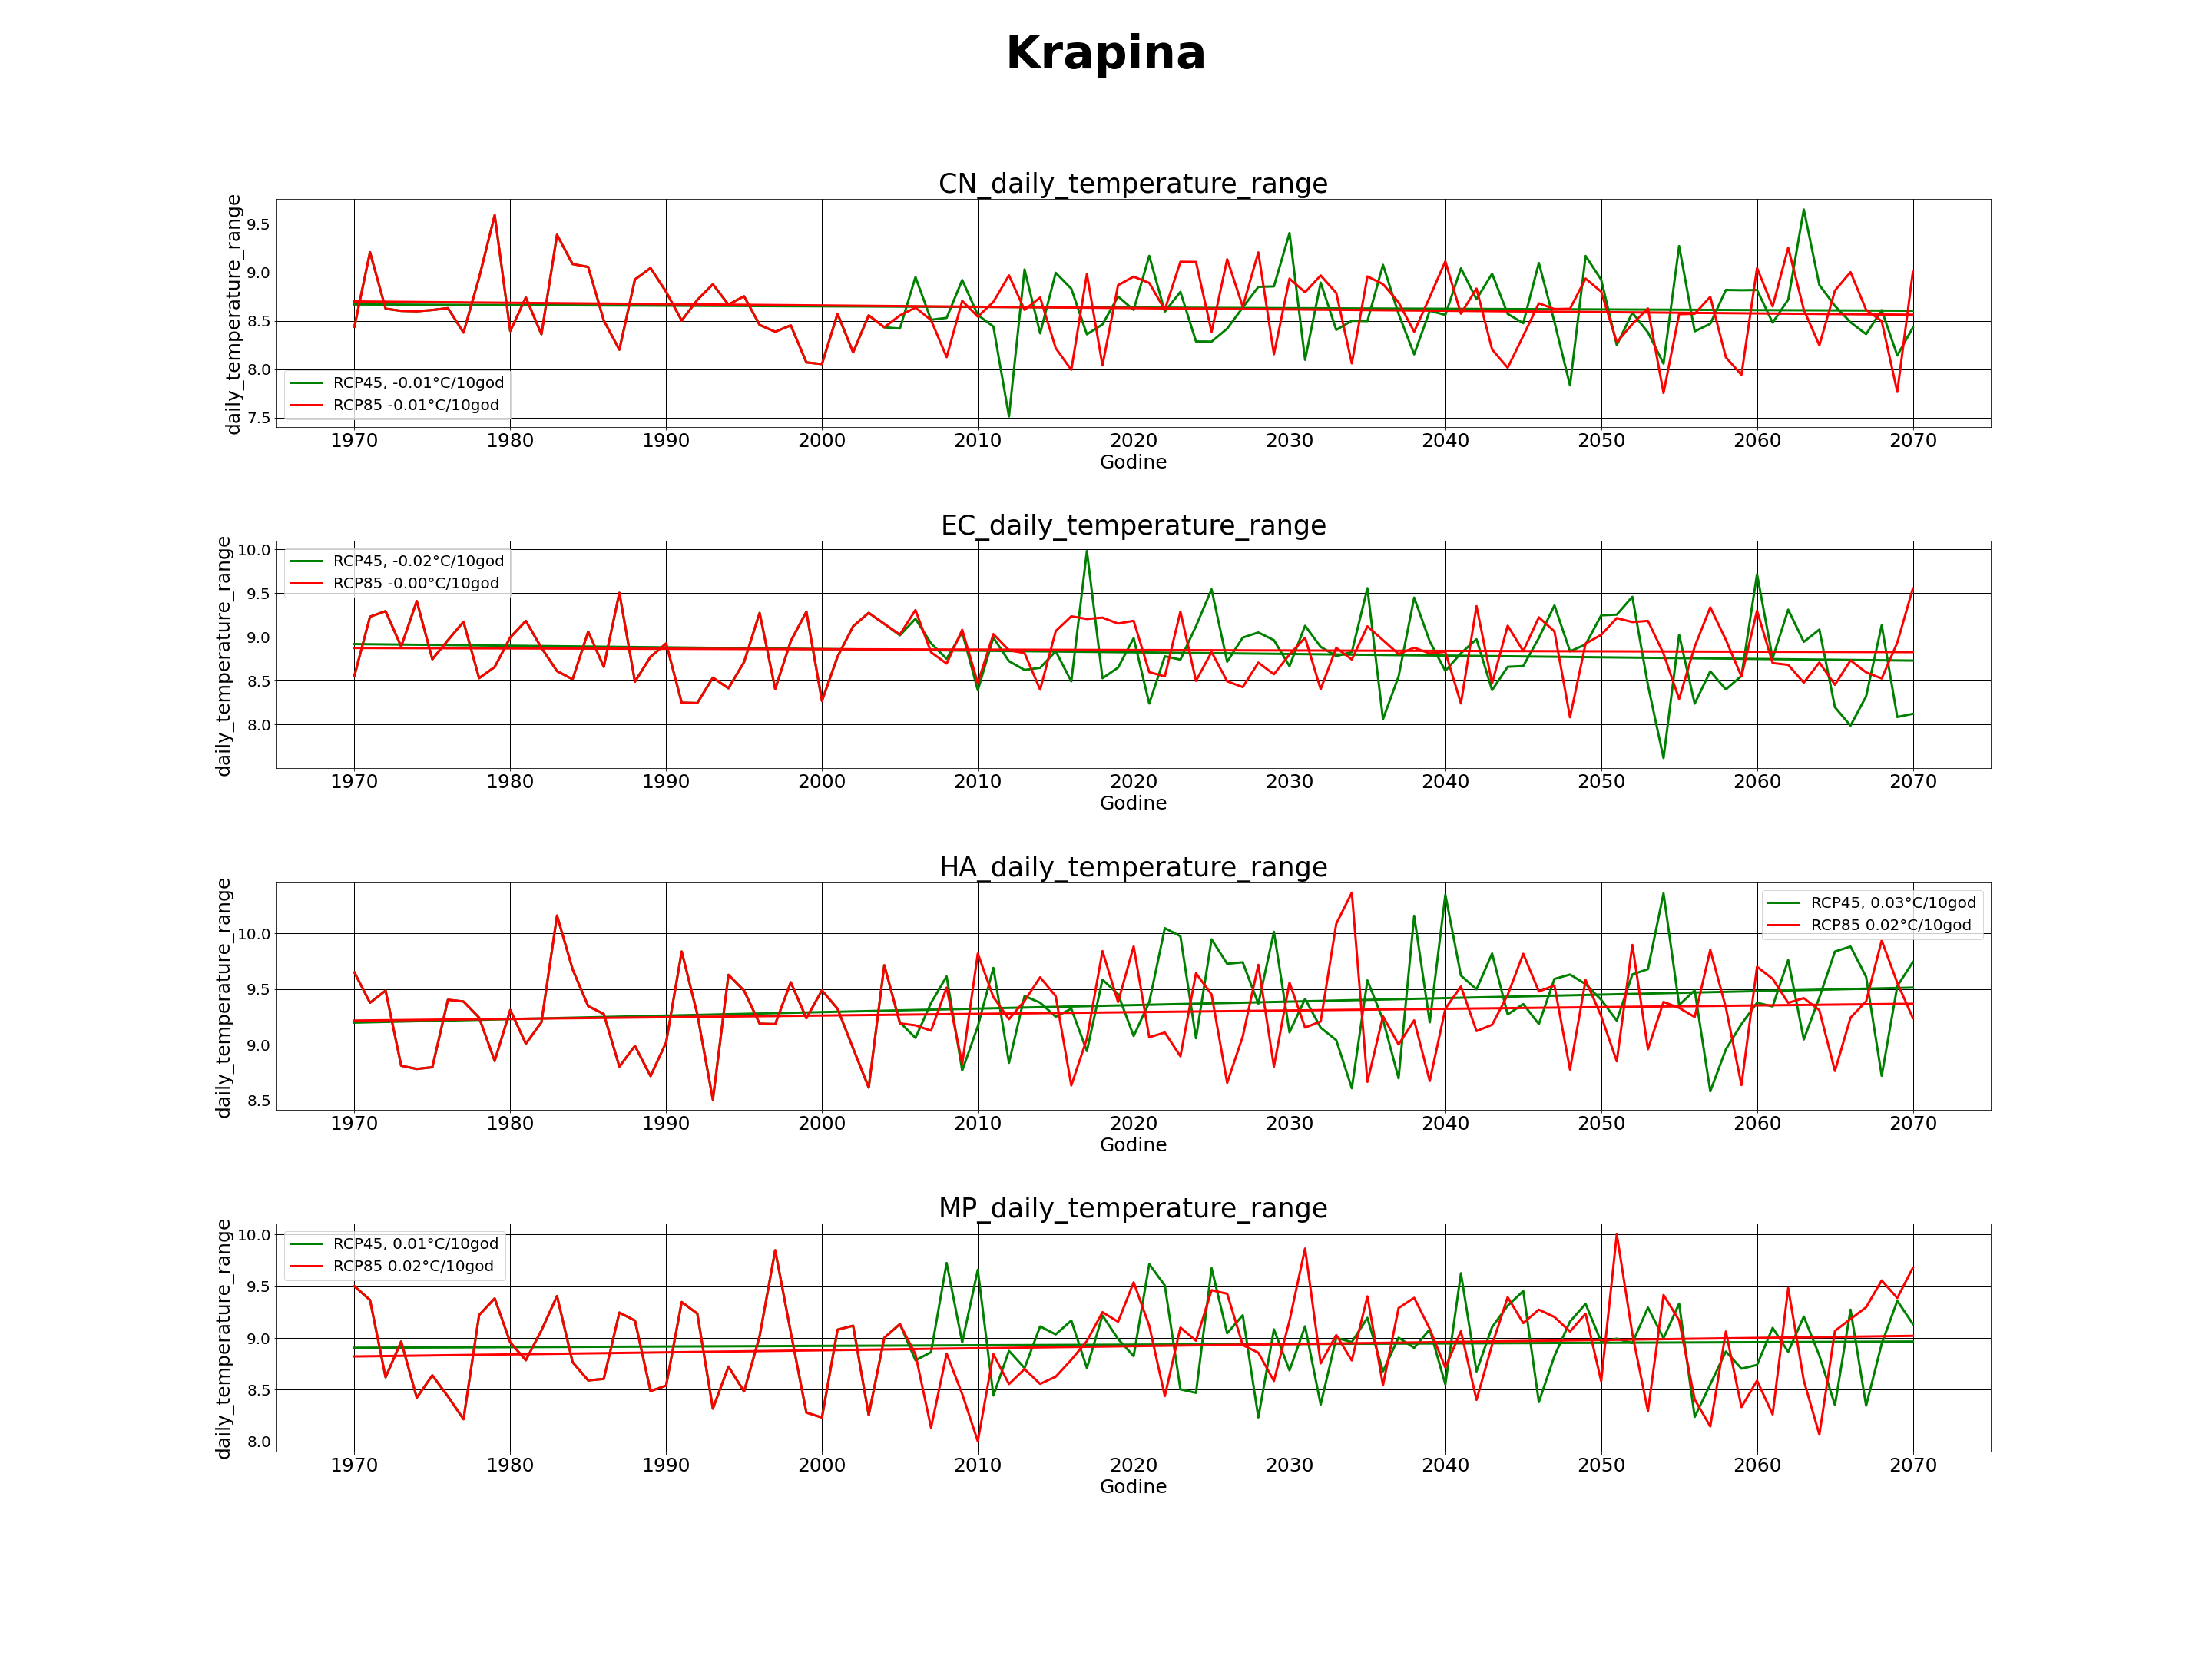 Krapina
CN_daily_temperature_range
daily_temperature_range
9.5
9.0
8.5
8.0
7.5
RCP45, -0.01°C/10god
RCP85 -0.01°C/10god
1970 1980 1990 2000 2010 2020 2030 2040 2050 2060 2070
Godine
EC_daily_temperature_range
daily_temperature_range
10.0
9.5
9.0
8.5
8.0
RCP45, -0.02°C/10god
RCP85 -0.00°C/10god
1970 1980 1990 2000 2010 2020 2030 2040 2050 2060 2070
Godine
HA_daily_temperature_range
daily_temperature_range
10.0
9.5
9.0
8.5
RCP45, 0.03°C/10god
RCP85 0.02°C/10god
1970 1980 1990 2000 2010 2020 2030 2040 2050 2060 2070
Godine
MP_daily_temperature_range
daily_temperature_range
10.0
9.5
9.0
8.5
8.0
RCP45, 0.01°C/10god
RCP85 0.02°C/10god
1970 1980 1990 2000 2010 2020 2030 2040 2050 2060 2070
Godine